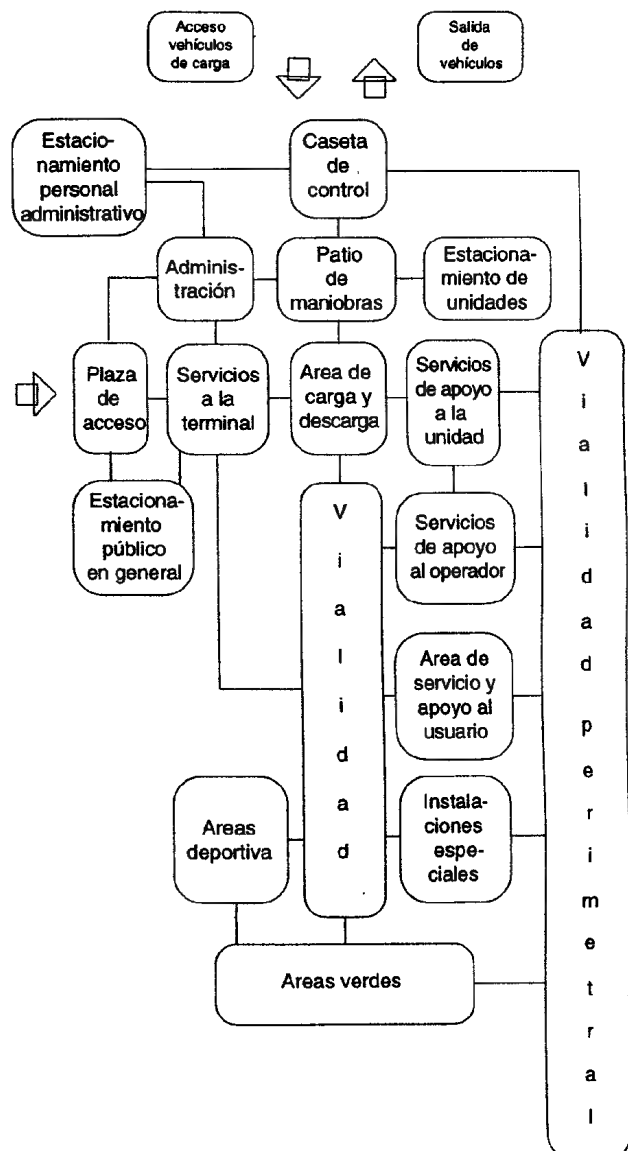 Acceso
vehículos
de carga
Salida
de
vehículos
Estacio-
namiento
personal
administrativo
Caseta
de
control
Adminis-
tración
Patio
de
maniobras
Estaciona-
miento de
unidades
Plaza
de
acceso
Servicios
a la
terminal
Area de
carga y
descarga
Servicios
de apoyo
a la
unidad
Vialidad perimetral
Estaciona-
miento
público
en general
Vialidad
Servicios
de apoyo
al operador
Area de
servicio y
apoyo al
usuario
Areas
deportiva
Instala-
ciones
espe-
ciales
Areas verdes